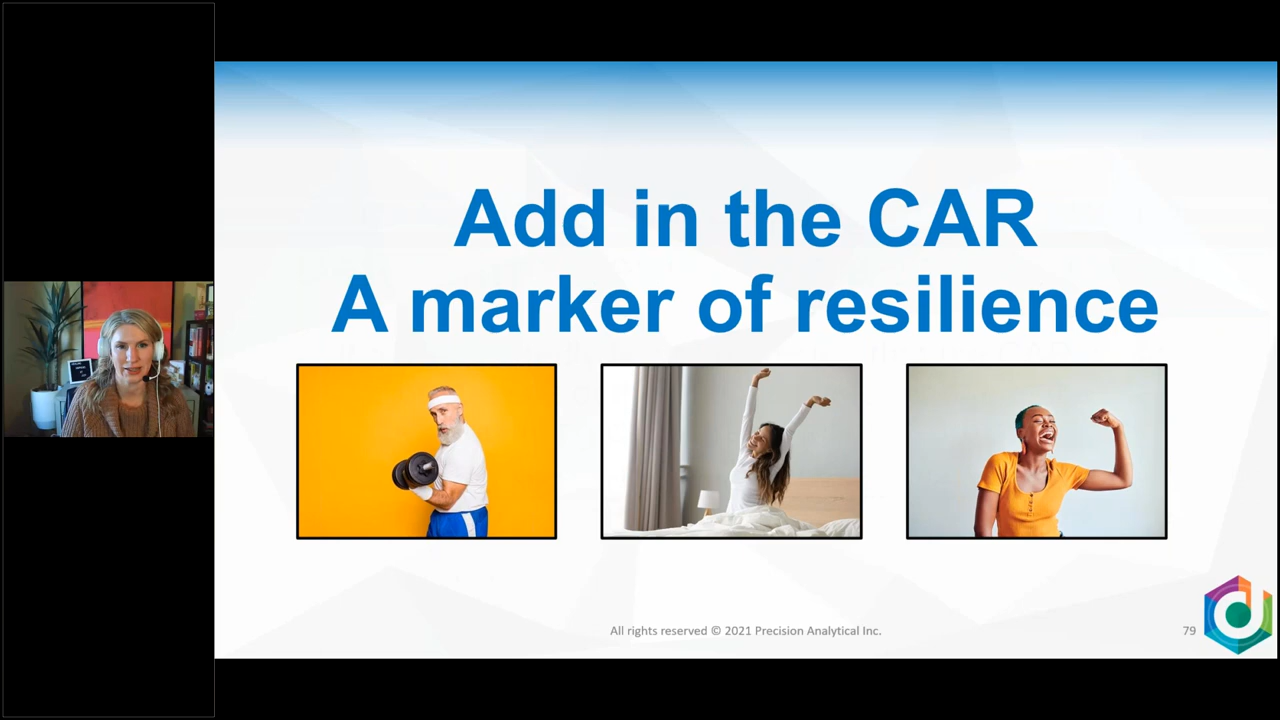 Add in the CAR
A marker of resilience
All rights reserved © 2021 Precision Analytical Inc.
79